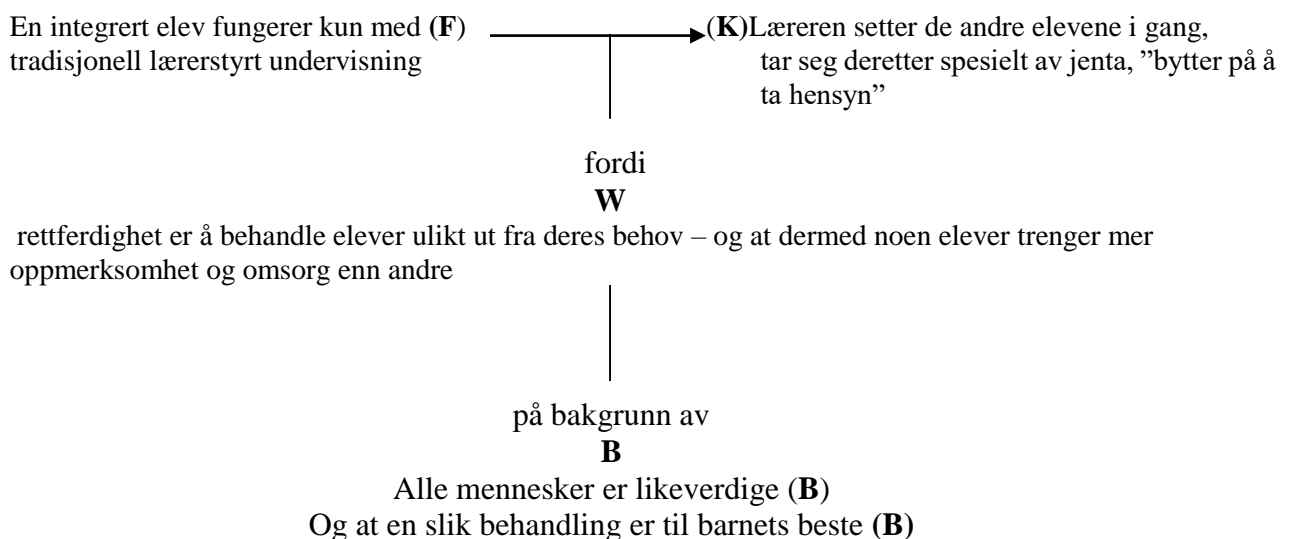 En integrert elev fungerer kun med (F)
tradisjonell lærerstyrt undervisning
(K)Læreren setter de andre elevene i gang,
tar seg deretter spesielt av jenta, ”bytter på å
ta hensyn”
fordi
W
rettferdighet er å behandle elever ulikt ut fra deres behov – og at dermed noen elever trenger mer
oppmerksomhet og omsorg enn andre
på bakgrunn av
B
Alle mennesker er likeverdige (B)
Og at en slik behandling er til barnets beste (B)